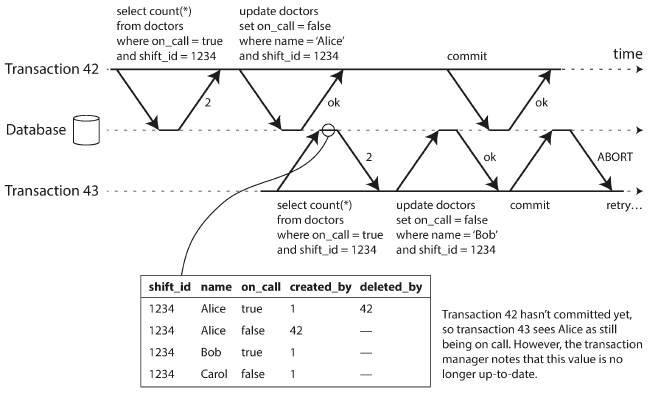 select count(*)
from doctors
where on_call = true
and shift_id = 1234
update doctors
set on_call = false
where name = ‘Alice’
and shift_id = 1234
commit
time
Transaction 42
2
ok
ok
Database
2
ok
ABORT
Transaction 43
select count(*)
from doctors
where on_call = true
and shift_id = 1234
update doctors
set on_call = false
where name = ‘Bob’
and shift_id = 1234
commit
retry…
shift_id name on_call created_by deleted_by
1234 Alice true 1 42
1234 Alice false 42 —
1234 Bob true 1 —
1234 Carol false 1 —
Transaction 42 hasn’t committed yet,
so transaction 43 sees Alice as still
being on call. However, the transaction
manager notes that this value is no
longer up-to-date.